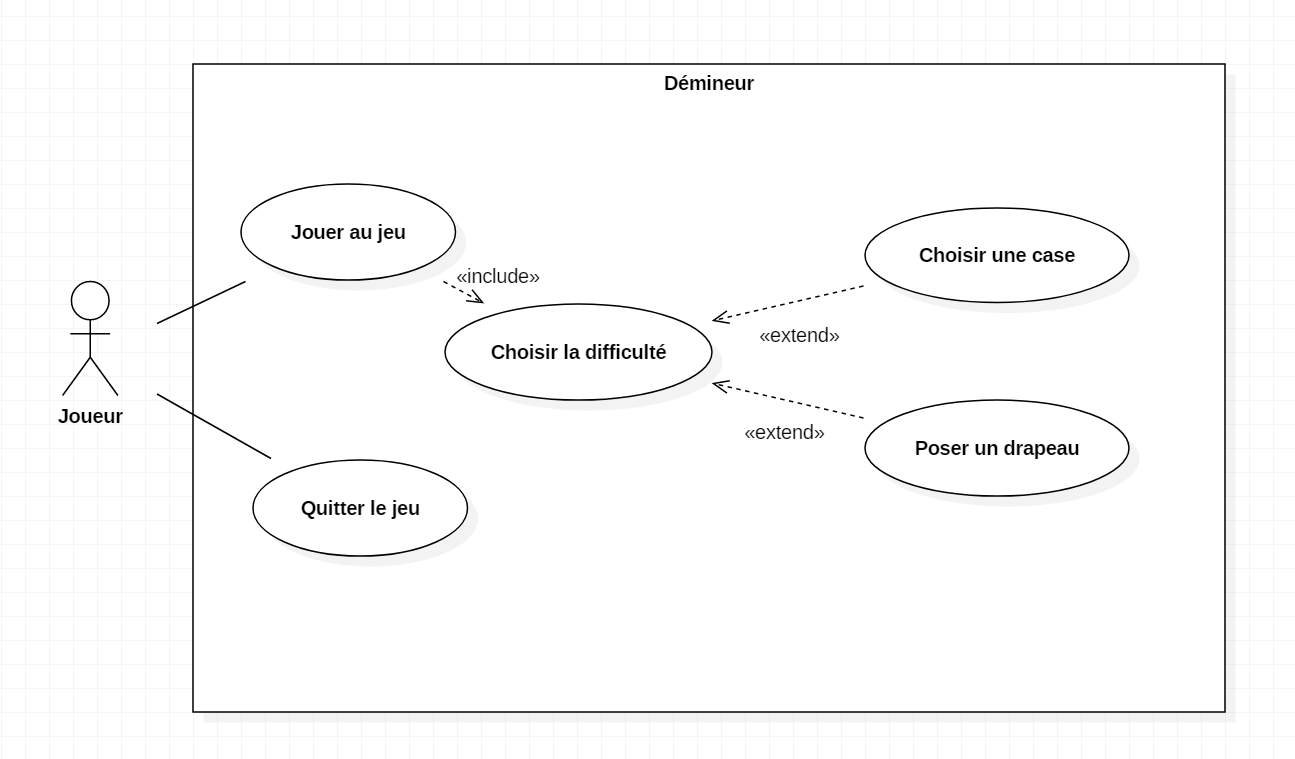 Démineur
Jouer au jeu
«include»
Choisir une case
Choisir la difficulté
«extend»
Joueur
«extend»
Poser un drapeau
Quitter le jeu